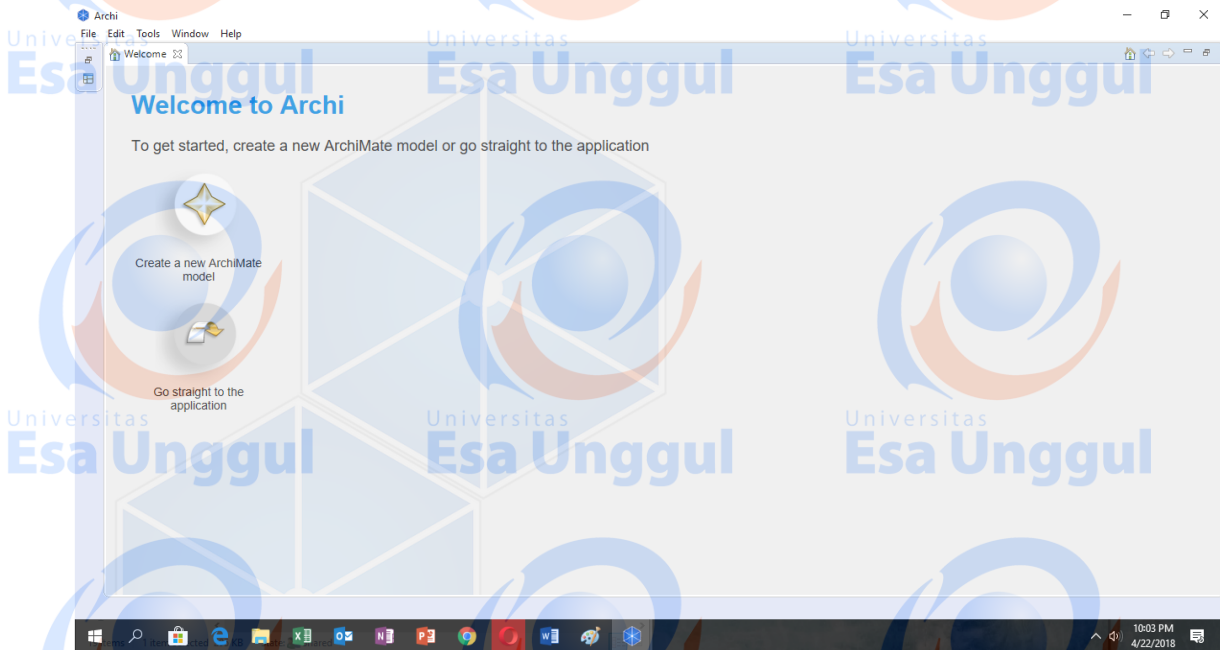 Archi
File Edit Tools Window Help
Welcome
Welcome to Archi
To get started, create a new ArchiMate model or go straight to the application
Create a new ArchiMate
model
Go straight to the
application
Universitas Universitas Universitas
Esa Unggul Esa Unggul Esa Unggul
Universitas Universitas Universitas
Esa Unggul Esa Unggul Esa Unggul
10:03 PM
4/22/2018